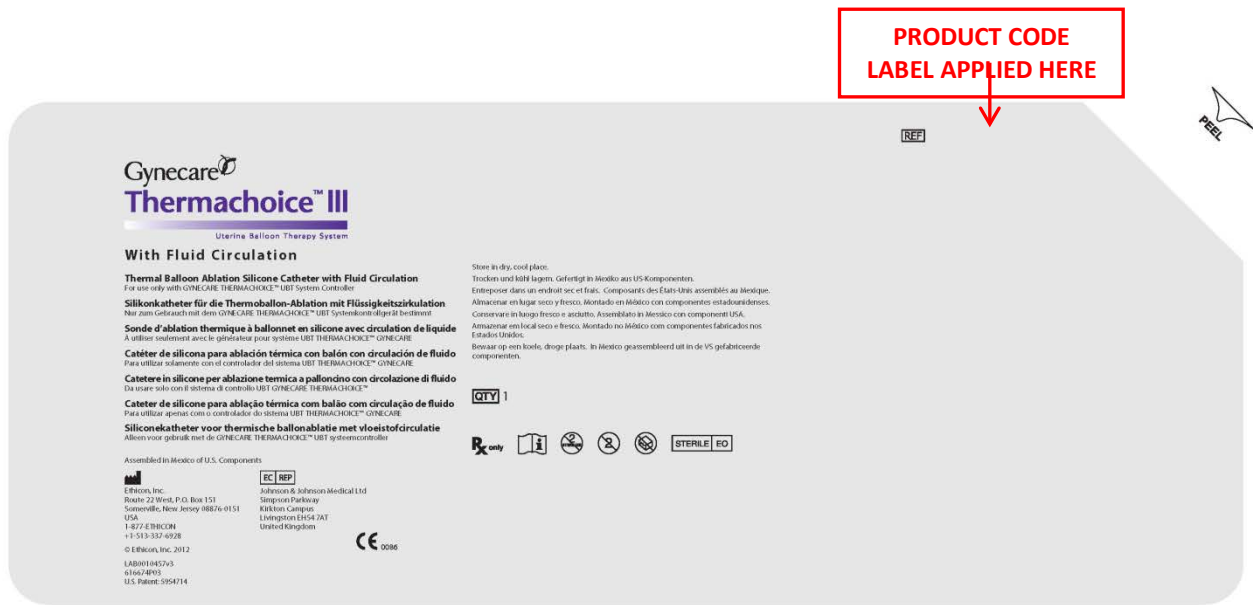 PRODUCT CODE
LABEL APPLIED HERE
PEEL
REF
Gynecare
Thermachoice™ III
Uterine Balloon Therapy System
With Fluid Circulation
Thermal Balloon Ablation Silicone Catheter with Fluid Circulation
For use only with GYNECARE THERMACHOICE™ UBT System Controller
Silikonkatheter für die Thermoballon-Ablation mit Flüssigkeitszirkulation
Nur zum Gebrauch mit dem GYNECARE THERMACHOICE™ UBT Systemkontrollgerät bestimmt
Sonde d'ablation thermique à ballonnet en silicone avec circulation de liquide
À utiliser seulement avec le générateur pour système UBT THERMACHOICE™ GYNECARE
Catéter de silicona para ablación térmica con balón con circulación de fluido
Para utilizar solamente con el controlador del sistema UBT THERMACHOICE™ GYNECARE
Catetere in silicone per ablazione termica a palloncino con circolazione di fluido
Da usare solo con il sistema di controllo UBT GYNECARE THERMACHOICE™
Cateter de silicone para ablação térmica com balão com circulação de fluido
Para utilizar apenas com o controlador do sistema UBT THERMACHOICE™ GYNECARE
Siliconekatheter voor thermische ballonablatie met vloeistofcirculatie
Alleen voor gebruik met de GYNECARE THERMACHOICE™ UBT systeemcontroller
Assembled in Mexico of U.S. Components
Ethicon, Inc.
Route 22 West, P.O. Box 151
Somerville, New Jersey 08876-0151
USA
1-877-ETHICON
+1-513-337-6928
© Ethicon, Inc. 2012
LAB0010457v3
616674P03
U.S. Patent: 5954714
EC REP
Johnson & Johnson Medical Ltd
Simpson Parkway
Kirkton Campus
Livingston EH54 7AT
United Kingdom
CE 0086
Store in dry, cool place.
Trocken und kühl lagern. Gefertigt in Mexiko aus US-Komponenten.
Entreposer dans un endroit sec et frais. Composants des États-Unis assemblés au Mexique.
Almacenar en lugar seco y fresco. Montado en México con componentes estadounidenses.
Conservare in luogo fresco e asciutto. Assemblato in Messico con componenti USA.
Armazenar em local seco e fresco. Montado no México com componentes fabricados nos
Estados Unidos.
Bewaar op een koele, droge plaats. In Mexico geassembleerd uit in de VS gefabriceerde
componenten.
QTY 1
Rx only
2
2
STERILE EO